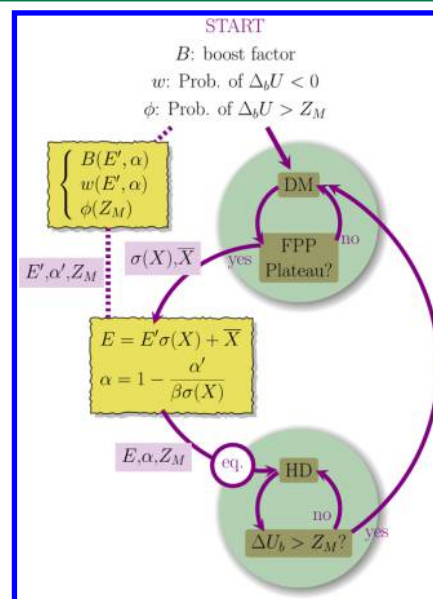 START
B: boost factor
w: Prob. of Δ_bU < 0
ϕ: Prob. of Δ_bU > Z_M
B(E′, α)
w(E′, α)
ϕ(Z_M)
DM
FPP
Plateau?
yes
no
σ(X),X̅
E′,α′,Z_M
E = E′σ(X) + X̅
α = 1 − α′/βσ(X)
E,α,Z_M
eq.
HD
no
ΔU_b > Z_M?
yes